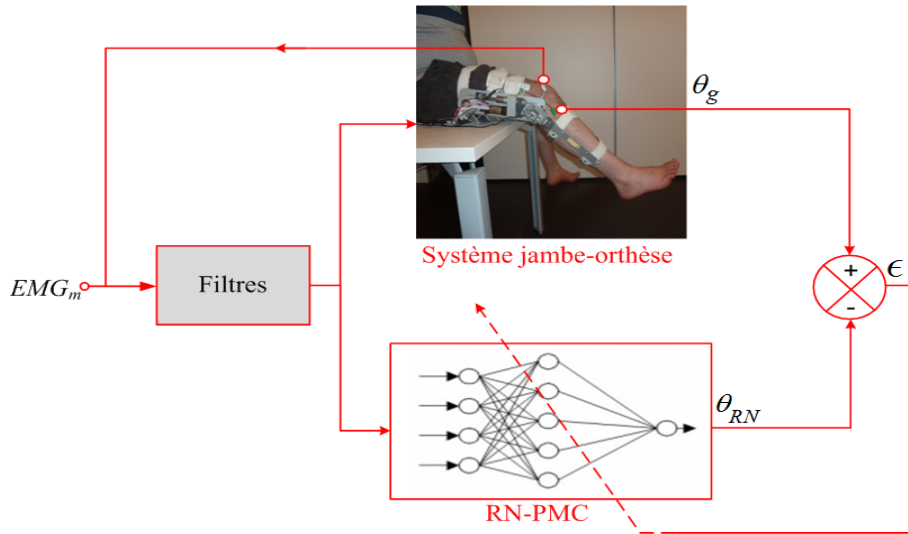 θg
Système jambe-orthèse
EMGm
Filtres
+
-
ϵ
θRN
RN-PMC